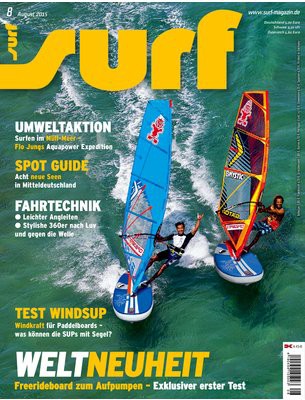 8 August 2015
www.surf-magazin.de
surf
surf
UMWELTAKTION
Surfen im Müll-Meer –
Flo Jungs Aquapower Expedition
SPOT GUIDE
Acht neue Seen
in Mitteldeutschland
FAHRTECHNIK
● Leichter Angleiten
● Stylishe 360er nach Luv
und gegen die Welle
TEST WINDSUP
Windkraft für Paddelboards –
was können die SUPs mit Segel?
WELTNEUHEIT
Freerideboard zum Aufpumpen – Exklusiver erster Test